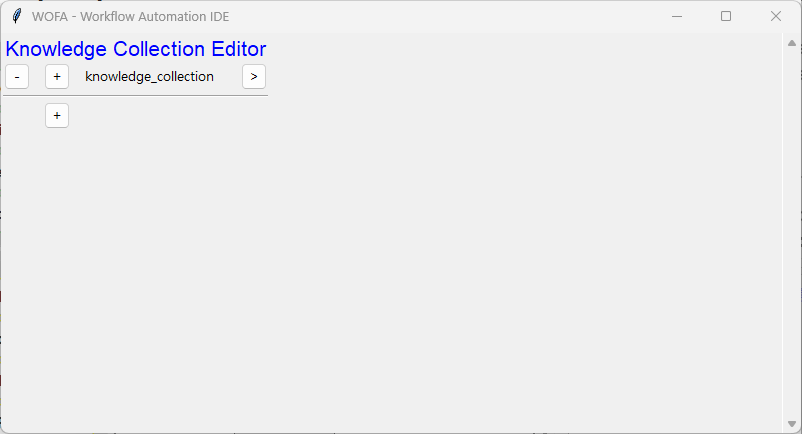 WOFA - Workflow Automation IDE
Knowledge Collection Editor
- + knowledge_collection >
+